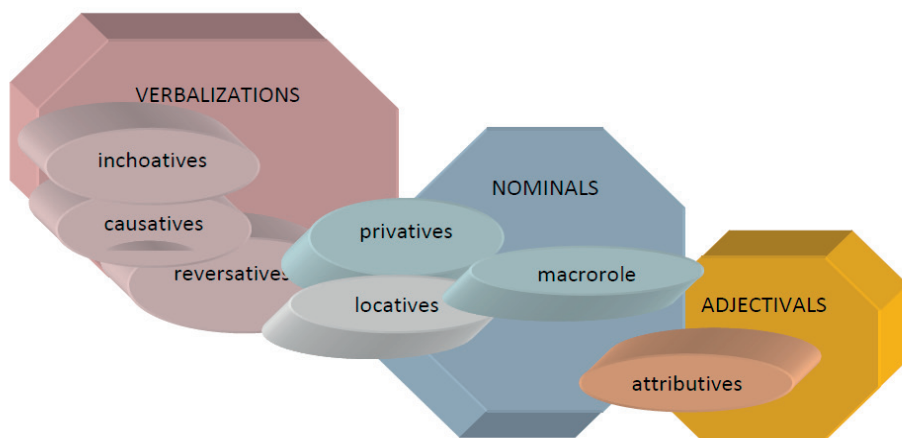 VERBALIZATIONS
inchoatives
causatives
reversatives
NOMINALS
privatives
macrorole
locatives
ADJECTIVALS
attributives